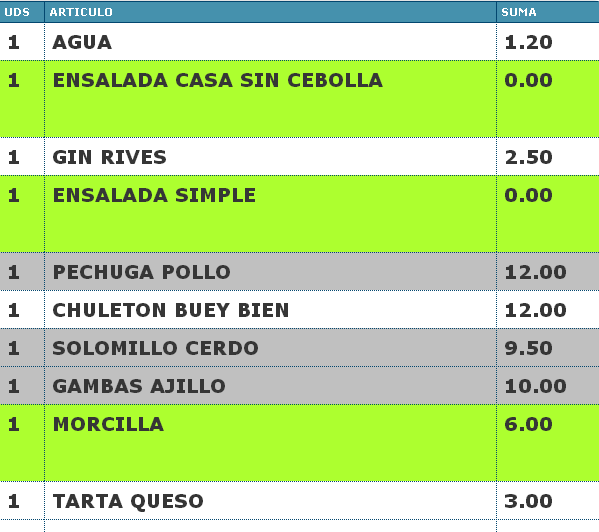 UDS ARTICULO SUMA
1 AGUA 1.20
1 ENSALADA CASA SIN CEBOLLA 0.00
1 GIN RIVES 2.50
1 ENSALADA SIMPLE 0.00
1 PECHUGA POLLO 12.00
1 CHULETON BUEY BIEN 12.00
1 SOLOMILLO CERDO 9.50
1 GAMBAS AJILLO 10.00
1 MORCILLA 6.00
1 TARTA QUESO 3.00